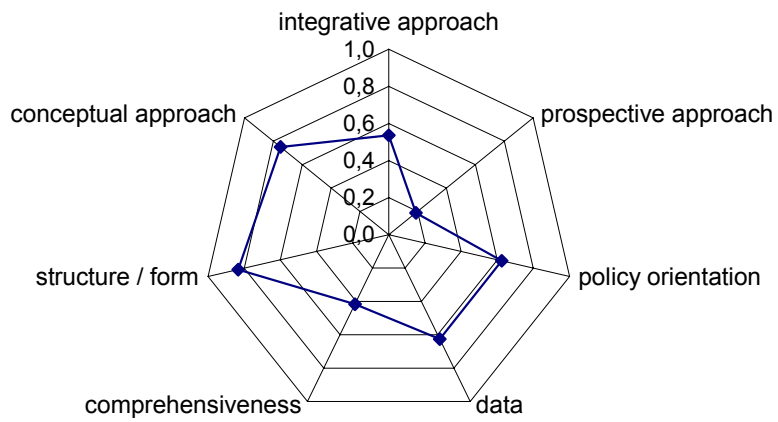 integrative approach
1,0
0,8
conceptual approach
prospective approach
0,6
0,4
0,2
0,0
structure / form
policy orientation
comprehensiveness
data